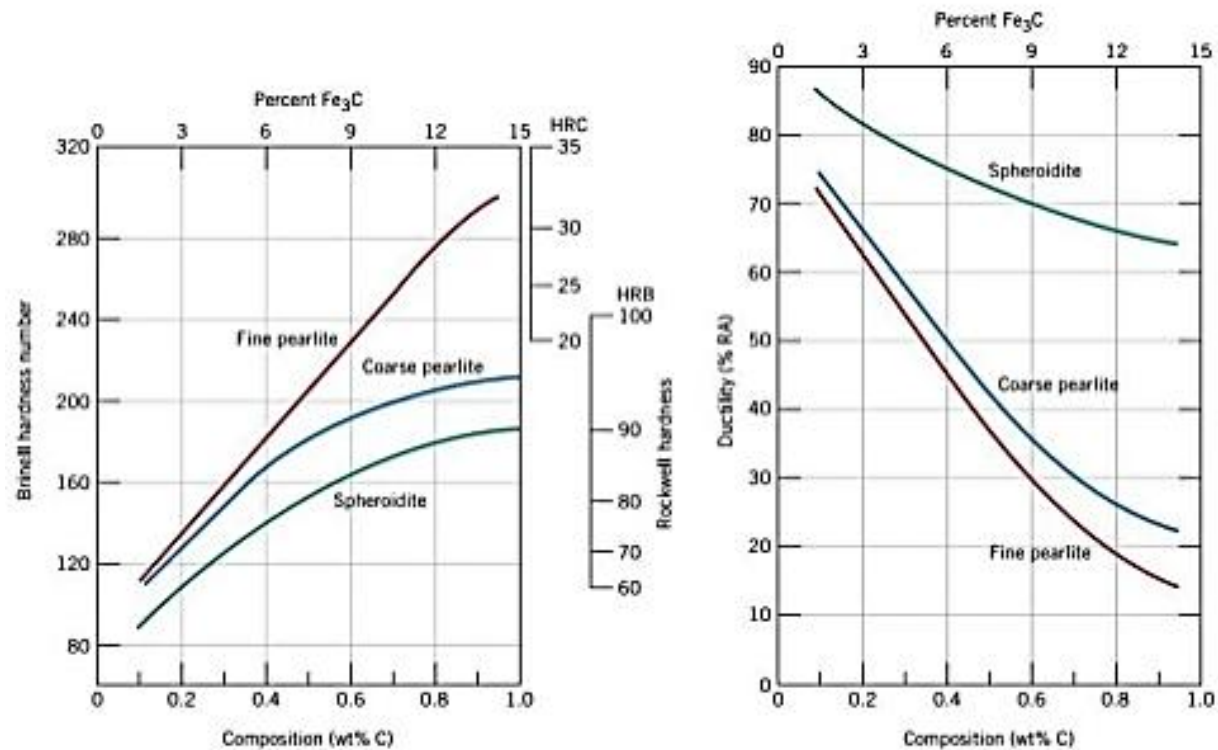 Percent Fe3C
0 3 6 9 12 15 HRC
320 35
280 30
25
HRB
240 100
20
Fine pearlite
Coarse pearlite
200
90
160
Spheroidite
80
120 70
60
80
0 0.2 0.4 0.6 0.8 1.0
Composition (wt% C)
Brinell hardness number
Rockwell hardness
Percent Fe3C
0 3 6 9 12 15
90
80
Spheroidite
70
60
50
Coarse pearlite
40
30
Fine pearlite
20
10
0
0 0.2 0.4 0.6 0.8 1.0
Composition (wt% C)
Ductility (% RA)